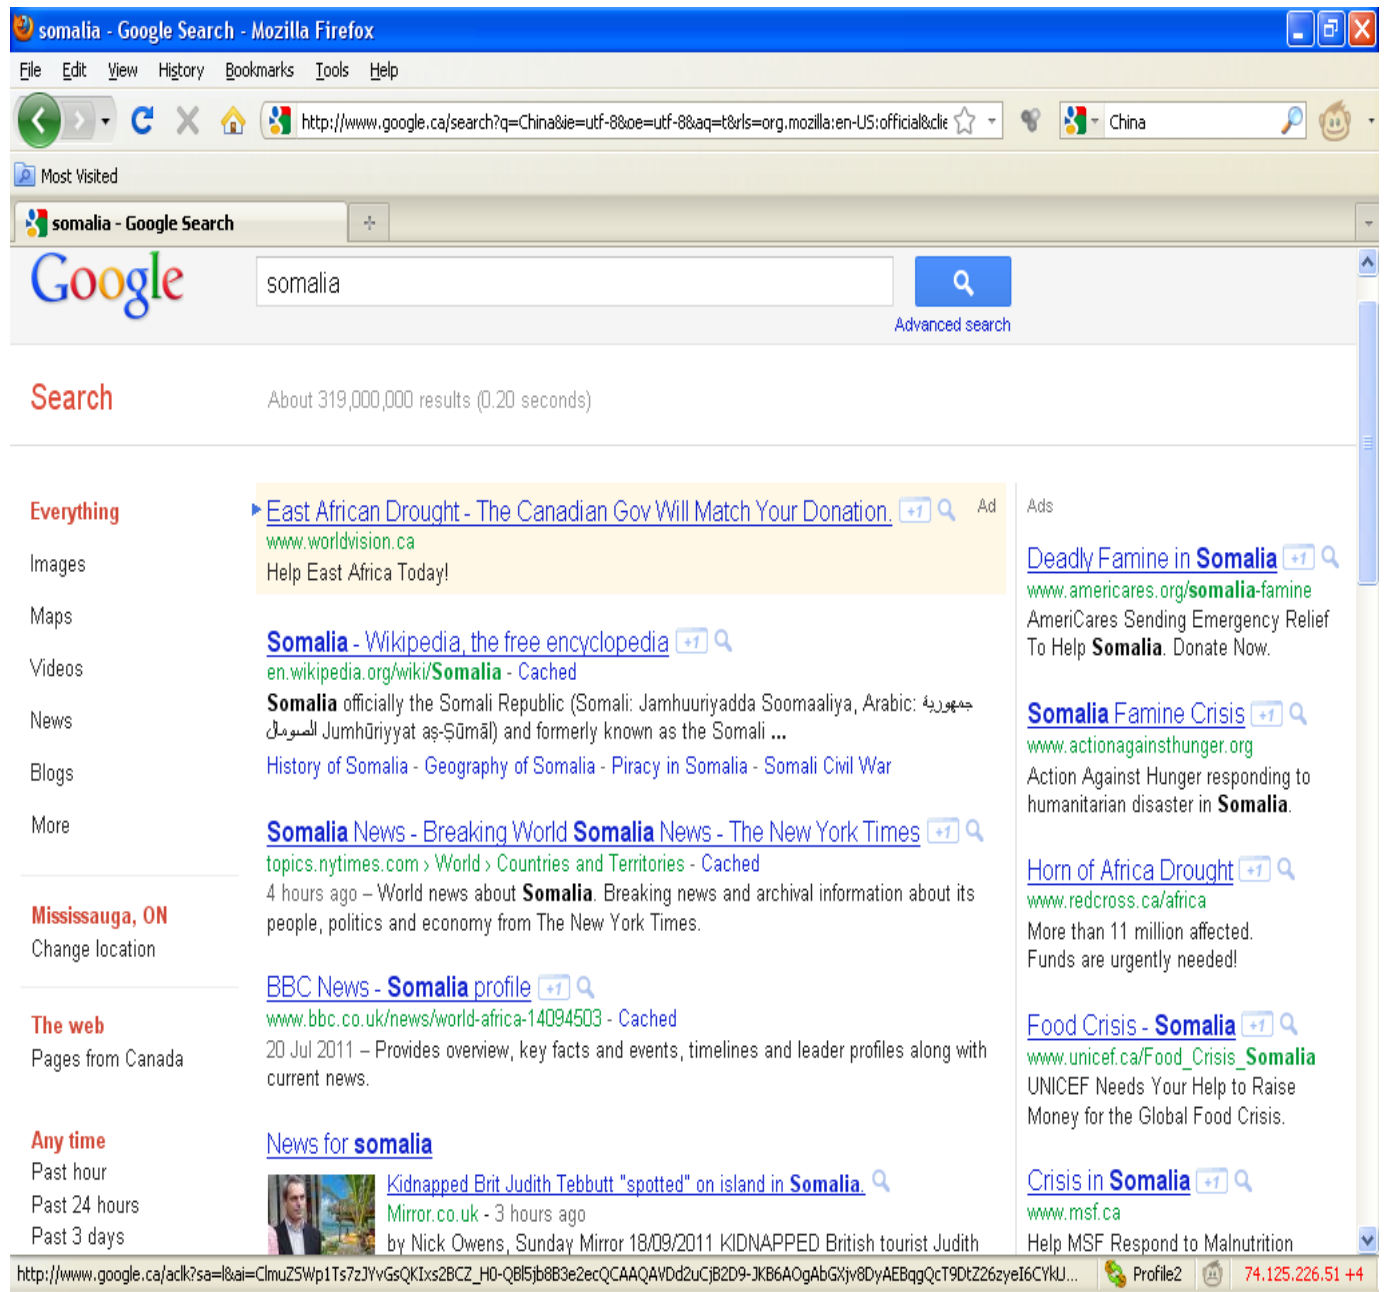 somalia - Google Search - Mozilla Firefox
File Edit View History Bookmarks Tools Help
http://www.google.ca/search?q=China&ie=utf-8&oe=utf-8&aq=t&rls=org.mozilla:en-US:official&clie
China
Most Visited
somalia - Google Search
Google
somalia
Advanced search
Search
About 319,000,000 results (0.20 seconds)
Everything
Images
Maps
Videos
News
Blogs
More
Mississauga, ON
Change location
The web
Pages from Canada
Any time
Past hour
Past 24 hours
Past 3 days
East African Drought - The Canadian Gov Will Match Your Donation. +1 Ad
www.worldvision.ca
Help East Africa Today!
Somalia - Wikipedia, the free encyclopedia +1
en.wikipedia.org/wiki/Somalia - Cached
Somalia officially the Somali Republic (Somali: Jamhuuriyadda Soomaaliya, Arabic: جمهورية
الصومال Jumhūriyyat aṣ-Ṣūmāl) and formerly known as the Somali ...
History of Somalia - Geography of Somalia - Piracy in Somalia - Somali Civil War
Somalia News - Breaking World Somalia News - The New York Times +1
topics.nytimes.com › World › Countries and Territories - Cached
4 hours ago – World news about Somalia. Breaking news and archival information about its
people, politics and economy from The New York Times.
BBC News - Somalia profile +1
www.bbc.co.uk/news/world-africa-14094503 - Cached
20 Jul 2011 – Provides overview, key facts and events, timelines and leader profiles along with
current news.
News for somalia
Kidnapped Brit Judith Tebbutt "spotted" on island in Somalia.
Mirror.co.uk - 3 hours ago
by Nick Owens, Sunday Mirror 18/09/2011 KIDNAPPED British tourist Judith
Ads
Deadly Famine in Somalia +1
www.americares.org/somalia-famine
AmeriCares Sending Emergency Relief
To Help Somalia. Donate Now.
Somalia Famine Crisis +1
www.actionagainsthunger.org
Action Against Hunger responding to
humanitarian disaster in Somalia.
Horn of Africa Drought +1
www.redcross.ca/africa
More than 11 million affected.
Funds are urgently needed!
Food Crisis - Somalia +1
www.unicef.ca/Food_Crisis_Somalia
UNICEF Needs Your Help to Raise
Money for the Global Food Crisis.
Crisis in Somalia +1
www.msf.ca
Help MSF Respond to Malnutrition
Profile2 74.125.226.51 +4